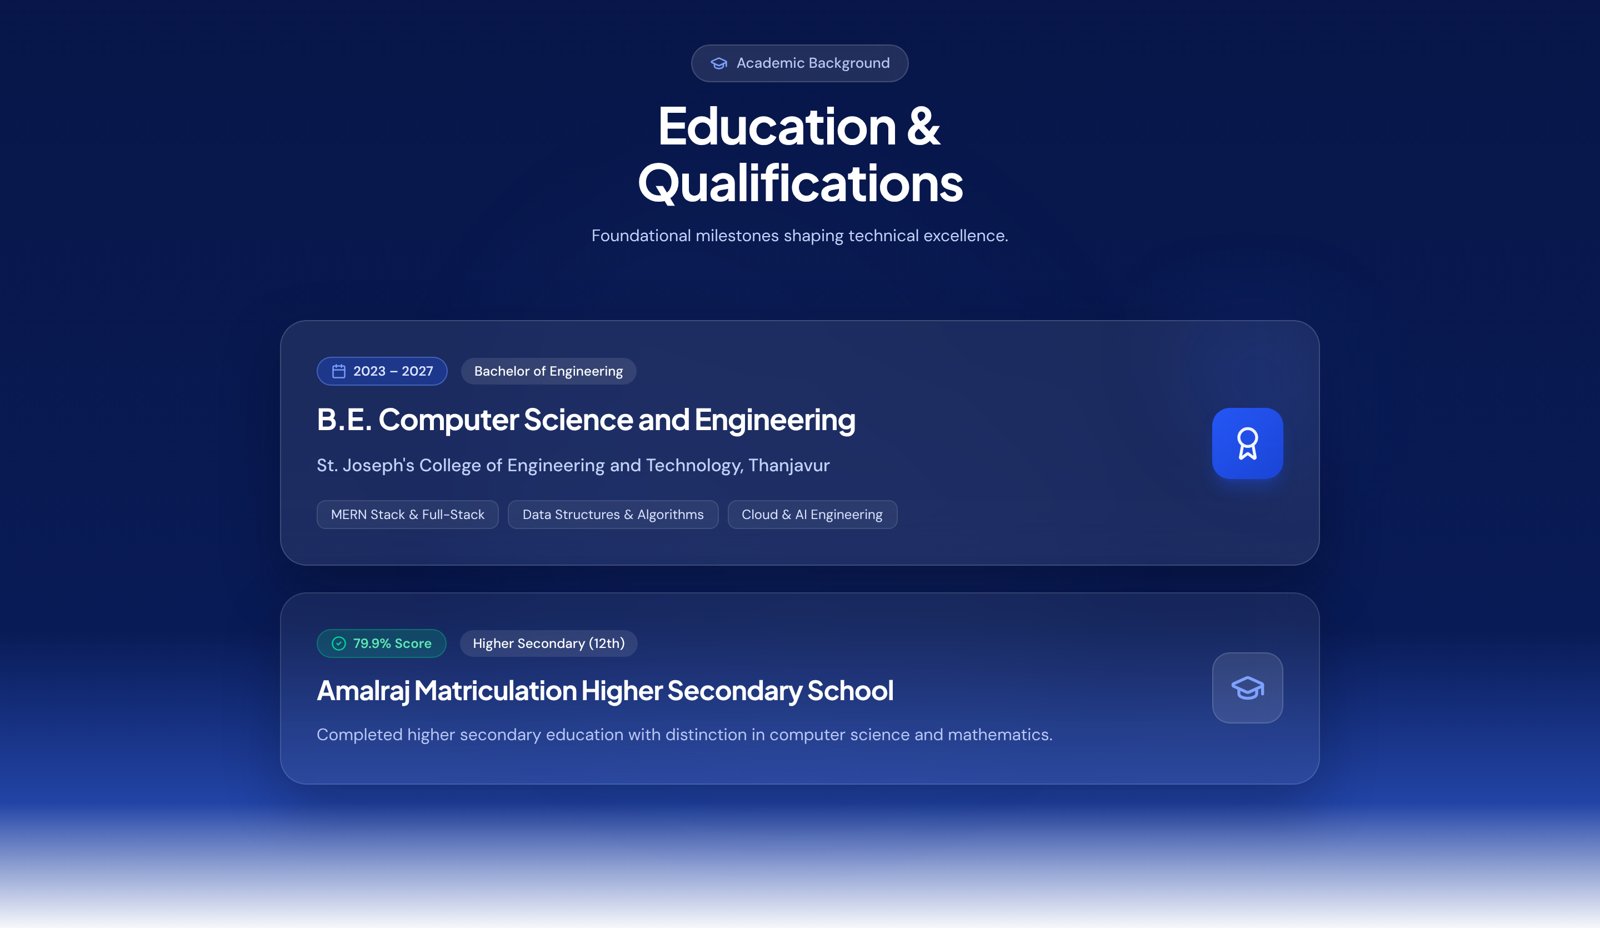 Academic Background
Education &
Qualifications
Foundational milestones shaping technical excellence.
2023 – 2027
Bachelor of Engineering
B.E. Computer Science and Engineering
St. Joseph's College of Engineering and Technology, Thanjavur
MERN Stack & Full-Stack
Data Structures & Algorithms
Cloud & AI Engineering
79.9% Score
Higher Secondary (12th)
Amalraj Matriculation Higher Secondary School
Completed higher secondary education with distinction in computer science and mathematics.